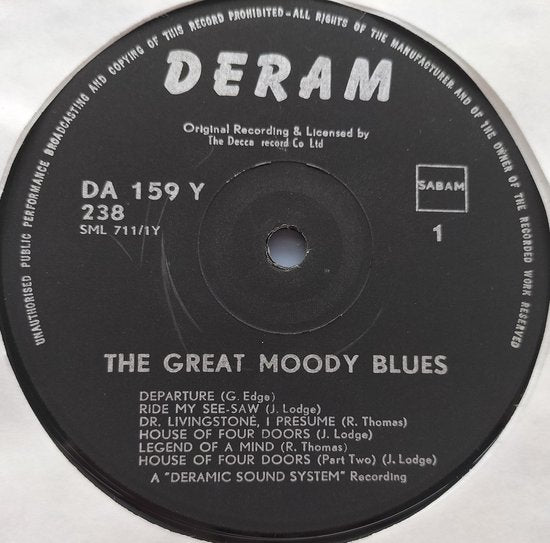 UNAUTHORISED PUBLIC PERFORMANCE BROADCASTING AND COPYING OF THIS RECORD PROHIBITED - ALL RIGHTS OF THE MANUFACTURER AND OF THE OWNER OF THE RECORDED WORK RESERVED
DERAM
Original Recording & Licensed by
The Decca record Co Ltd
DA 159 Y
238
SML 711/1Y
SABAM
1
THE GREAT MOODY BLUES
DEPARTURE (G. Edge)
RIDE MY SEE-SAW (J. Lodge)
DR. LIVINGSTONE, I PRESUME (R. Thomas)
HOUSE OF FOUR DOORS (J. Lodge)
LEGEND OF A MIND (R. Thomas)
HOUSE OF FOUR DOORS (Part Two) (J. Lodge)
A "DERAMIC SOUND SYSTEM" Recording